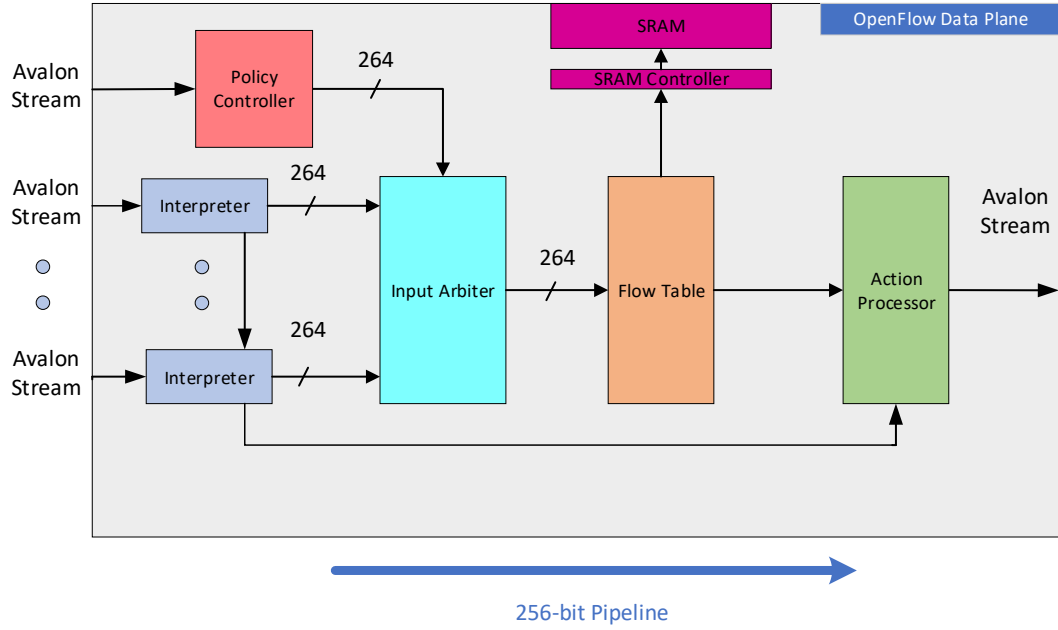 SRAM
OpenFlow Data Plane
264
Avalon
Stream
Policy
Controller
SRAM Controller
264
Avalon
Stream
Interpreter
Avalon
Stream
264
Input Arbiter
Flow Table
Action
Processor
264
Avalon
Stream
Interpreter
256-bit Pipeline